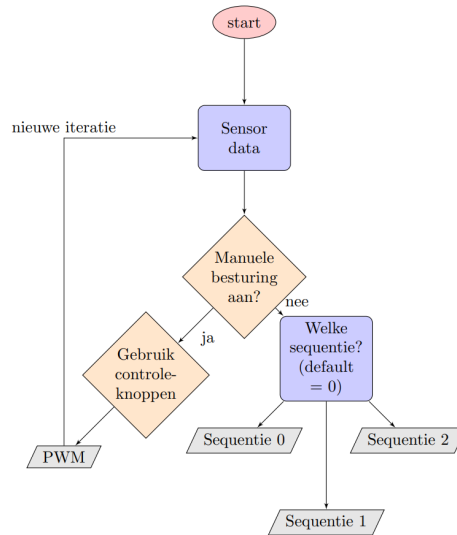 start
nieuwe iteratie
Sensor
data
Manuele
besturing
aan?
nee
ja
Welke
sequentie?
(default
= 0)
Gebruik
controle-
knoppen
PWM
Sequentie 0
Sequentie 2
Sequentie 1